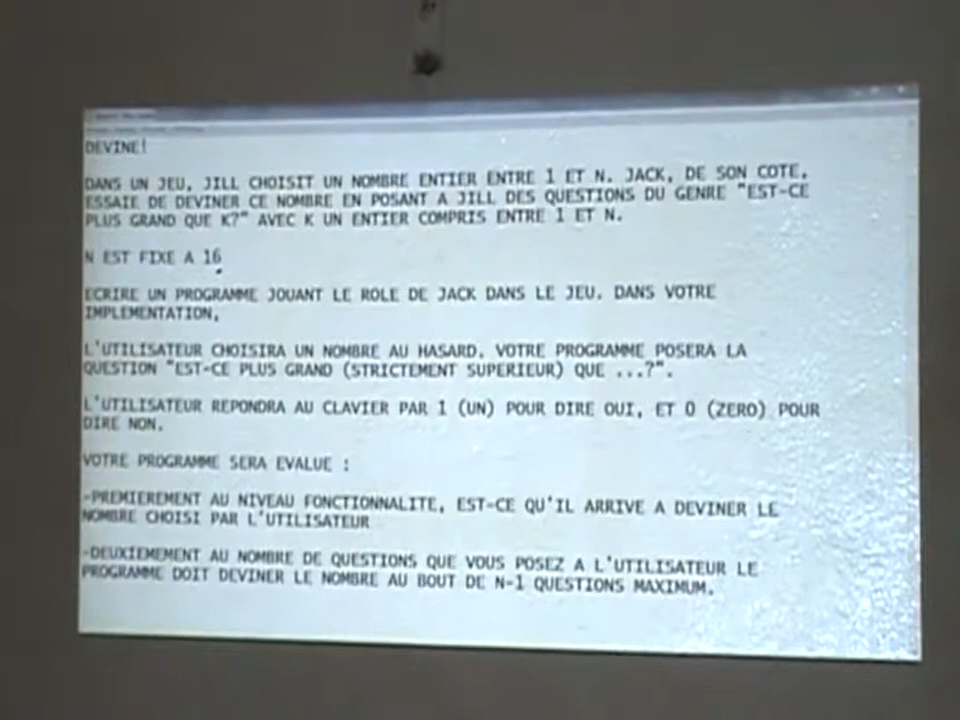 DEVINE!
DANS UN JEU, JILL CHOISIT UN NOMBRE ENTIER ENTRE 1 ET N. JACK, DE SON COTE,
ESSAIE DE DEVINER CE NOMBRE EN POSANT A JILL DES QUESTIONS DU GENRE "EST-CE
PLUS GRAND QUE K?" AVEC K UN ENTIER COMPRIS ENTRE 1 ET N.
N EST FIXE A 16
ECRIRE UN PROGRAMME JOUANT LE ROLE DE JACK DANS LE JEU. DANS VOTRE
IMPLEMENTATION,
L'UTILISATEUR CHOISIRA UN NOMBRE AU HASARD. VOTRE PROGRAMME POSERA LA
QUESTION "EST-CE PLUS GRAND (STRICTEMENT SUPERIEUR) QUE ...?".
L'UTILISATEUR REPONDRA AU CLAVIER PAR 1 (UN) POUR DIRE OUI, ET 0 (ZERO) POUR
DIRE NON.
VOTRE PROGRAMME SERA EVALUE :
-PREMIEREMENT AU NIVEAU FONCTIONNALITE, EST-CE QU'IL ARRIVE A DEVINER LE
NOMBRE CHOISI PAR L'UTILISATEUR
-DEUXIEMEMENT AU NOMBRE DE QUESTIONS QUE VOUS POSEZ A L'UTILISATEUR LE
PROGRAMME DOIT DEVINER LE NOMBRE AU BOUT DE N-1 QUESTIONS MAXIMUM.